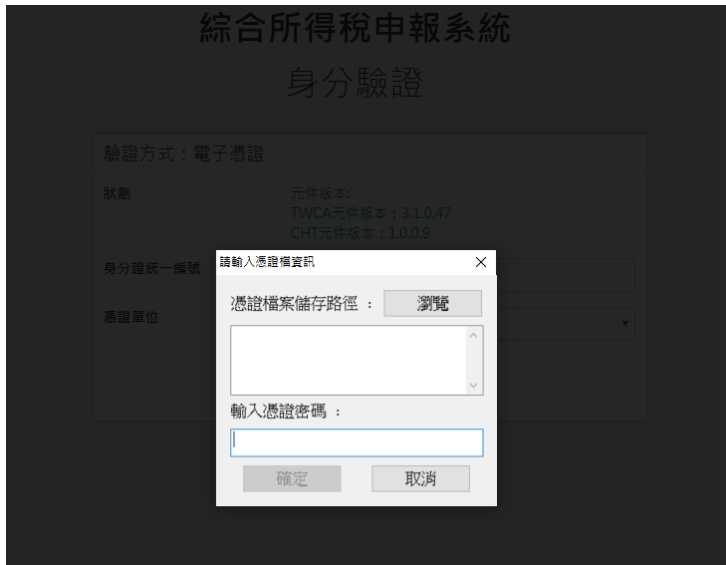 綜合所得稅申報系統
身分驗證
驗證方式：電子憑證
狀態
元件版本:
TWCA元件版本：3.1.0.47
CHT元件版本：1.0.0.9
身分證統一編號
憑證單位
請輸入憑證檔資訊
憑證檔案儲存路徑 ：
瀏覽
輸入憑證密碼 ：
確定
取消